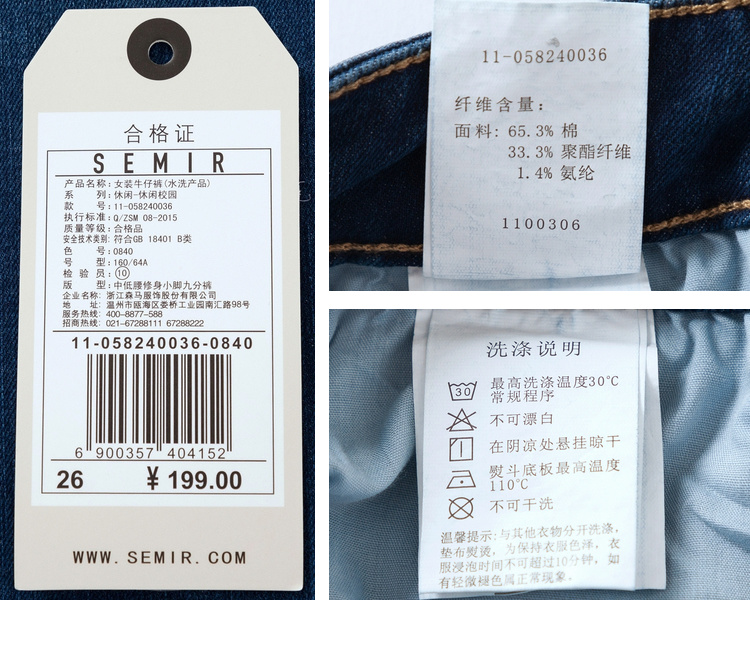 合格证
SEMIR
产品名称:女装牛仔裤(水洗产品)
系 列:休闲-休闲校园
款 号:11-058240036
执行标准:Q/ZSM 08-2015
质量等级:合格品
安全技术类别:符合GB 18401 B类
色 号:0840
号 型:160/64A
检 验 员:⑩
版 型:中低腰修身小脚九分裤
企业名称:浙江森马服饰股份有限公司
地 址:温州市瓯海区娄桥工业园南汇路98号
服务热线:400-8877-588
招商热线:021-67288111 67288222
11-058240036-0840
6 900357 404152
26 ¥ 199.00
WWW.SEMIR.COM
11-058240036
纤维含量:
面料:65.3% 棉
33.3% 聚酯纤维
1.4% 氨纶
1100306
洗涤说明
30 最高洗涤温度30℃
常规程序
不可漂白
在阴凉处悬挂晾干
熨斗底板最高温度
110℃
不可干洗
温馨提示:与其他衣物分开洗涤,
垫布熨烫,为保持衣服色泽,衣
服浸泡时间不可超过10分钟,如
有轻微褪色属正常现象。